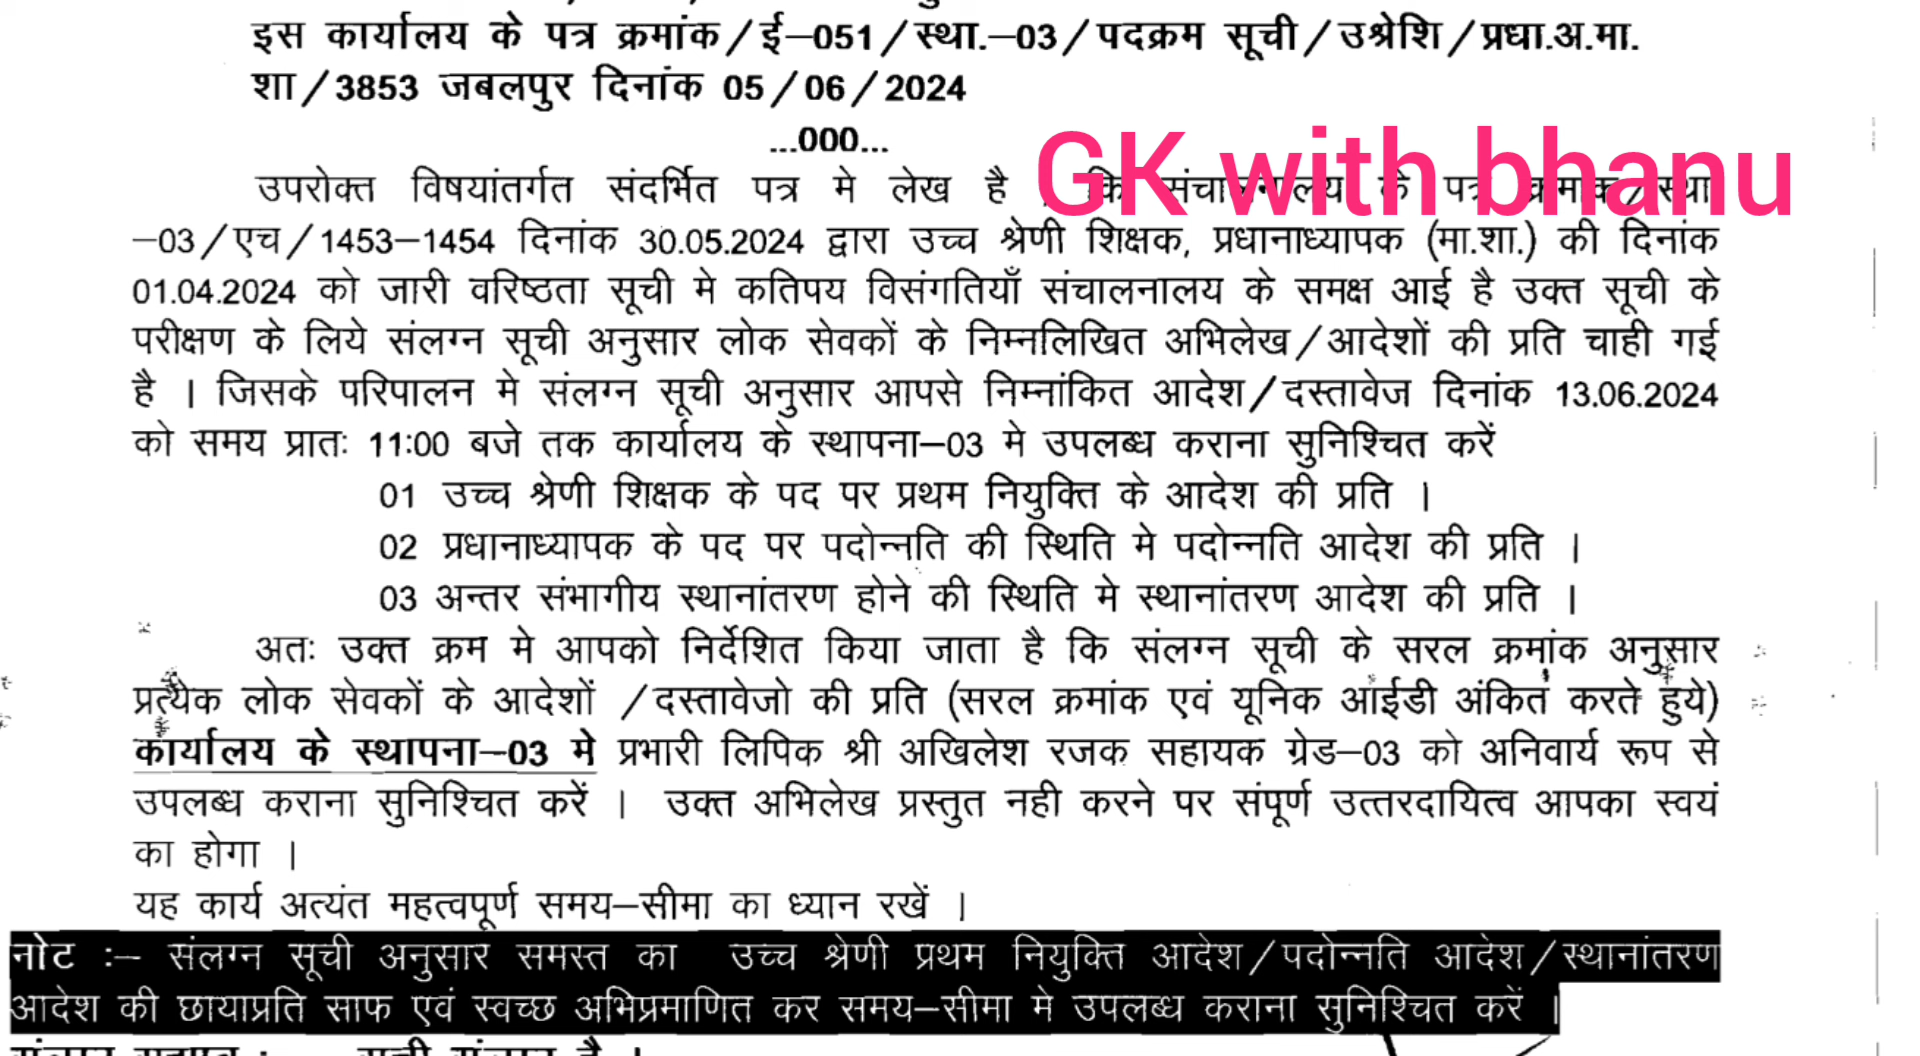 इस कार्यालय के पत्र क्रमांक/ई–051/स्था.–03/पदक्रम सूची/उश्रेशि/प्रधा.अ.मा.
शा/3853 जबलपुर दिनांक 05/06/2024
...000...
GK with bhanu
उपरोक्त विषयांतर्गत संदर्भित पत्र मे लेख है कि संचालनालय के पत्र क्रमांक/स्था
–03/एच/1453–1454 दिनांक 30.05.2024 द्वारा उच्च श्रेणी शिक्षक, प्रधानाध्यापक (मा.शा.) की दिनांक
01.04.2024 को जारी वरिष्ठता सूची मे कतिपय विसंगतियाँ संचालनालय के समक्ष आई है उक्त सूची के
परीक्षण के लिये संलग्न सूची अनुसार लोक सेवकों के निम्नलिखित अभिलेख/आदेशों की प्रति चाही गई
है । जिसके परिपालन मे संलग्न सूची अनुसार आपसे निम्नांकित आदेश/दस्तावेज दिनांक 13.06.2024
को समय प्रातः 11:00 बजे तक कार्यालय के स्थापना–03 मे उपलब्ध कराना सुनिश्चित करें
01 उच्च श्रेणी शिक्षक के पद पर प्रथम नियुक्ति के आदेश की प्रति ।
02 प्रधानाध्यापक के पद पर पदोन्नति की स्थिति मे पदोन्नति आदेश की प्रति ।
03 अन्तर संभागीय स्थानांतरण होने की स्थिति मे स्थानांतरण आदेश की प्रति ।
अतः उक्त क्रम मे आपको निर्देशित किया जाता है कि संलग्न सूची के सरल क्रमांक अनुसार
प्रत्येक लोक सेवकों के आदेशों /दस्तावेजो की प्रति (सरल क्रमांक एवं यूनिक आईडी अंकित करते हुये)
कार्यालय के स्थापना–03 मे प्रभारी लिपिक श्री अखिलेश रजक सहायक ग्रेड–03 को अनिवार्य रूप से
उपलब्ध कराना सुनिश्चित करें । उक्त अभिलेख प्रस्तुत नही करने पर संपूर्ण उत्तरदायित्व आपका स्वयं
का होगा ।
यह कार्य अत्यंत महत्वपूर्ण समय–सीमा का ध्यान रखें ।
नोट :– संलग्न सूची अनुसार समस्त का उच्च श्रेणी प्रथम नियुक्ति आदेश/पदोन्नति आदेश/स्थानांतरण
आदेश की छायाप्रति साफ एवं स्वच्छ अभिप्रमाणित कर समय–सीमा मे उपलब्ध कराना सुनिश्चित करें ।